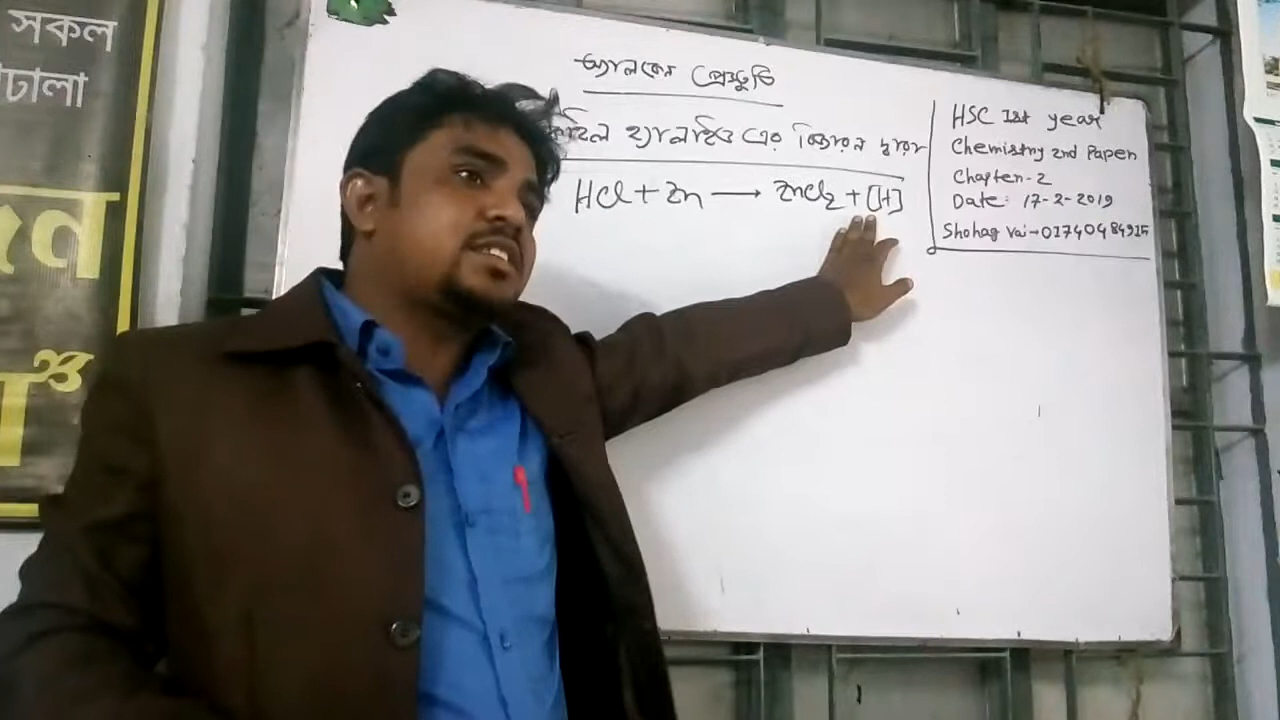 সকল
ঢালা
অ্যালকেন প্রস্তুতি
হ্যালাইড এর বিজারন দ্বারা
HCl + Zn → ZnCl2 + [H]
HSC 1st year
Chemistry 2nd Paper
Chapter-2
Date: 17-2-2019
Shohag Vai→01740484915